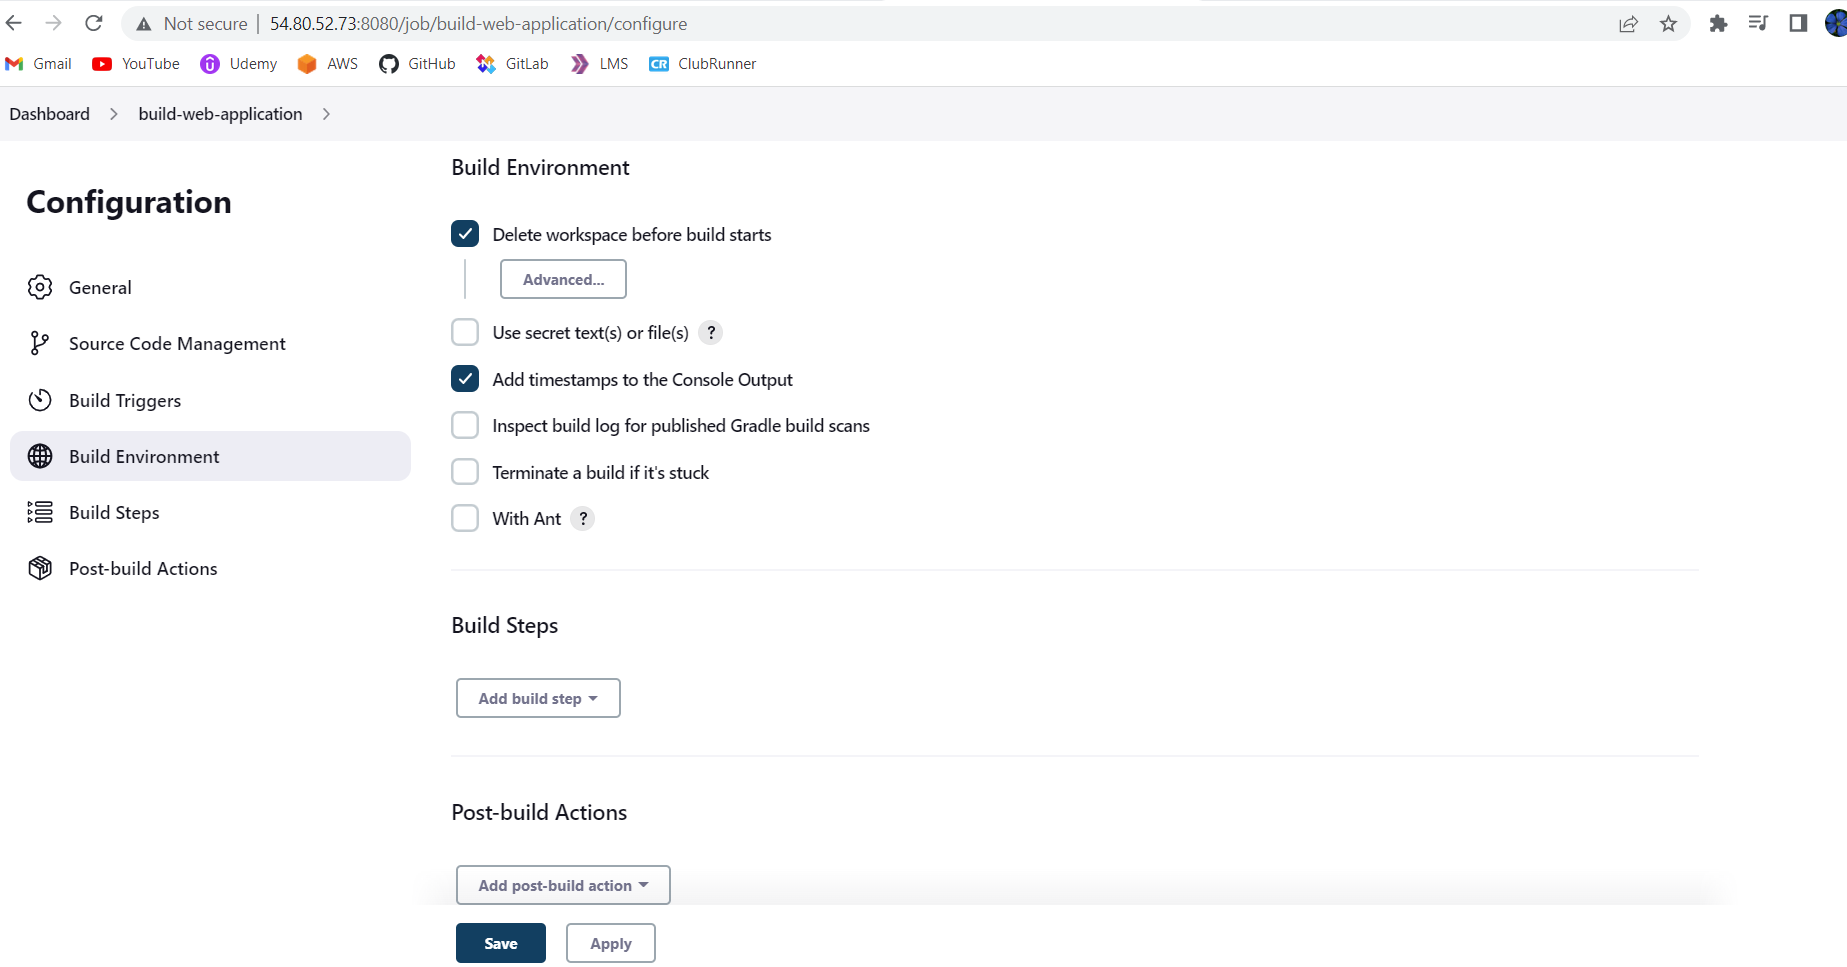 Not secure | 54.80.52.73:8080/job/build-web-application/configure
Gmail YouTube Udemy AWS GitHub GitLab LMS CR ClubRunner
Dashboard > build-web-application >
Configuration
General
Source Code Management
Build Triggers
Build Environment
Build Steps
Post-build Actions
Build Environment
Delete workspace before build starts
Advanced...
Use secret text(s) or file(s) ?
Add timestamps to the Console Output
Inspect build log for published Gradle build scans
Terminate a build if it's stuck
With Ant ?
Build Steps
Add build step
Post-build Actions
Add post-build action
Save Apply